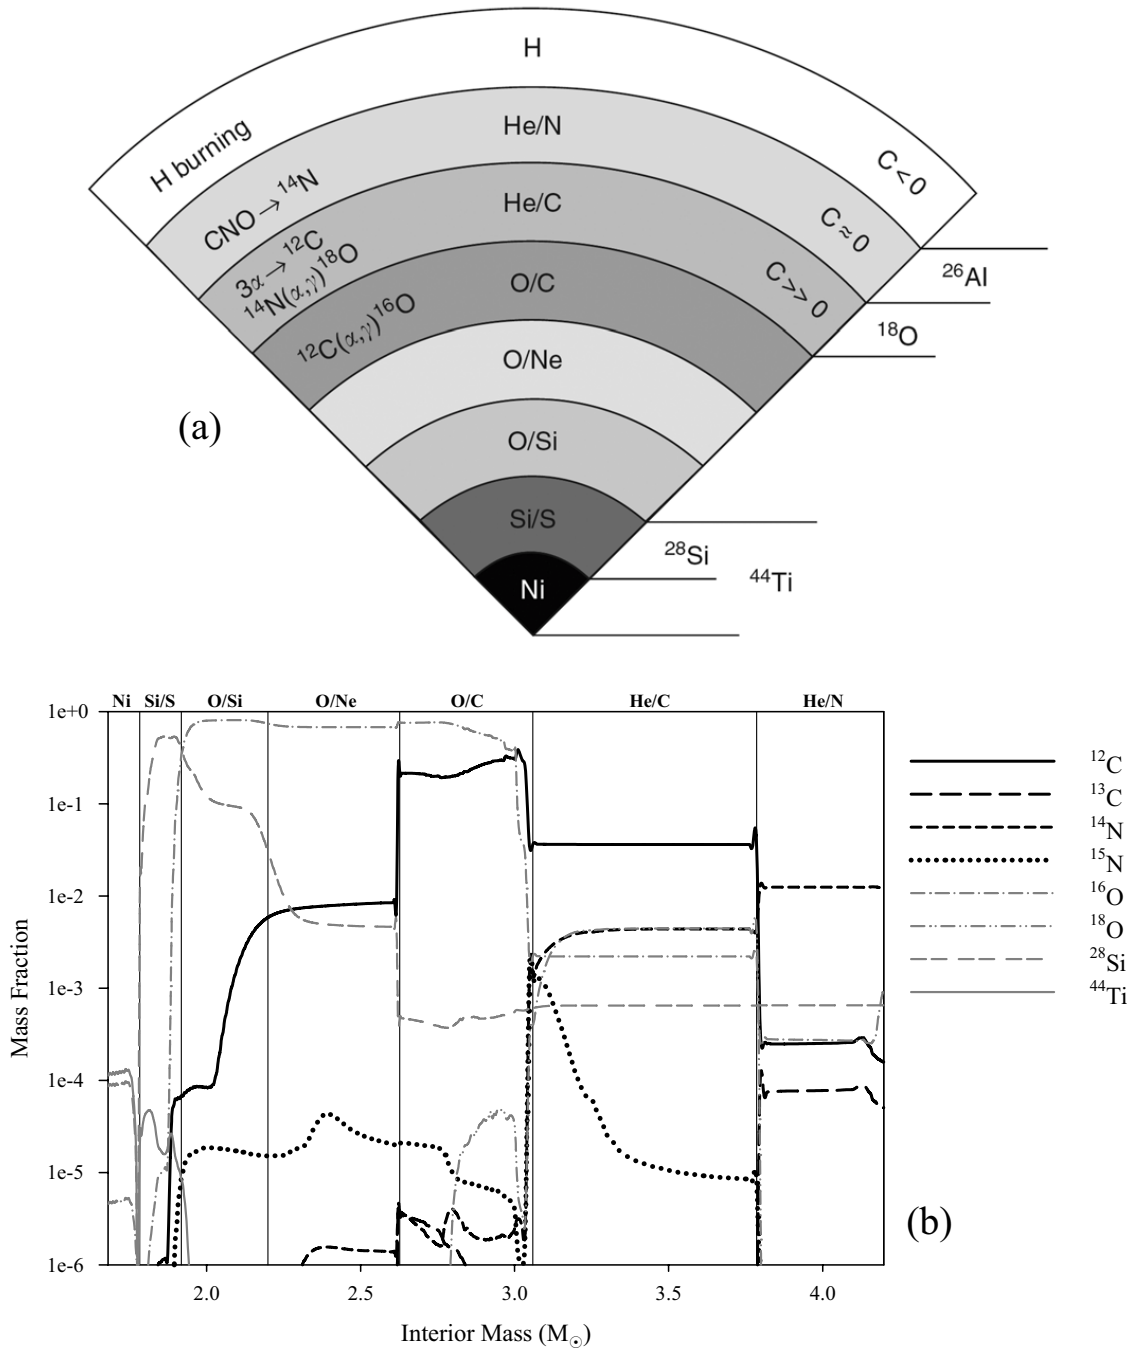 H
H burning
He/N
C<0
CNO → ¹⁴N
He/C
C≈0
3α → ¹²C
¹⁴N(α,γ)¹⁸O
O/C
C>>0
²⁶Al
¹²C(α,γ)¹⁶O
¹⁸O
O/Ne
(a)
O/Si
Si/S
²⁸Si
⁴⁴Ti
Ni
Ni Si/S O/Si O/Ne O/C He/C He/N
1e+0
1e-1
1e-2
1e-3
1e-4
1e-5
1e-6
Mass Fraction
2.0 2.5 3.0 3.5 4.0
Interior Mass (M☉)
¹²C
¹³C
¹⁴N
¹⁵N
¹⁶O
¹⁸O
²⁸Si
⁴⁴Ti
(b)